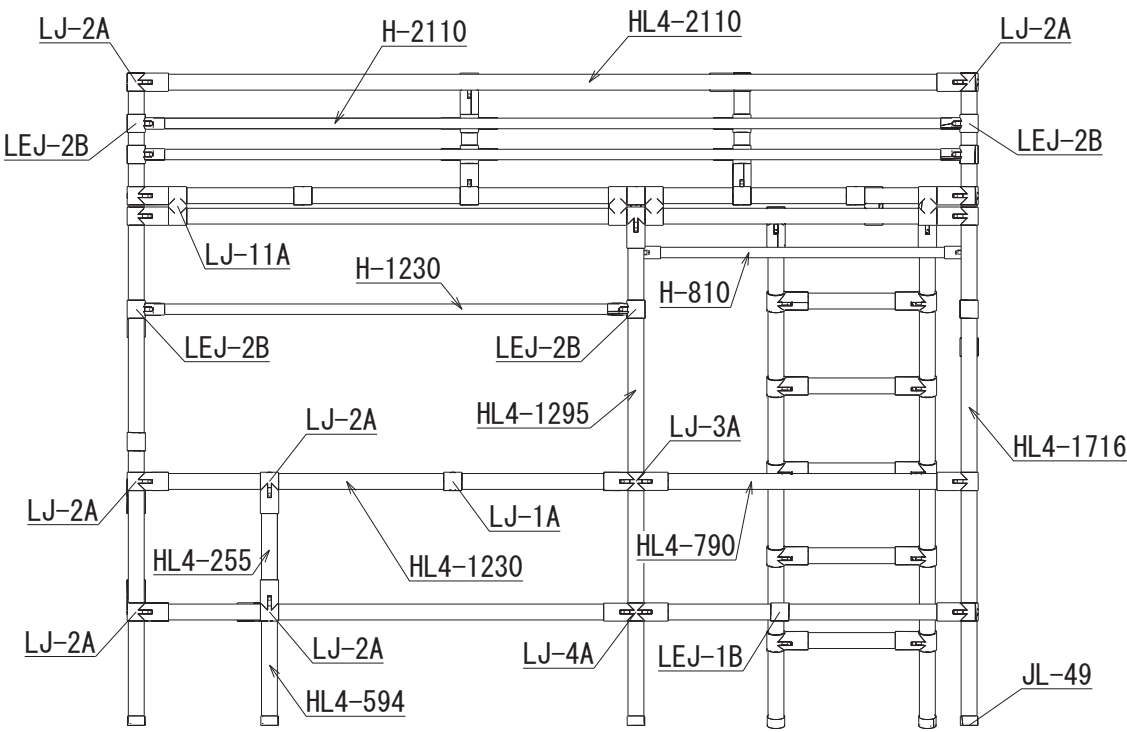 LJ-2A
H-2110
HL4-2110
LJ-2A
LEJ-2B
LEJ-2B
LJ-11A
H-1230
H-810
LEJ-2B
LEJ-2B
HL4-1295
LJ-2A
LJ-3A
HL4-1716
LJ-2A
LJ-1A
HL4-255
HL4-1230
HL4-790
LJ-2A
LJ-2A
LJ-4A
LEJ-1B
HL4-594
JL-49